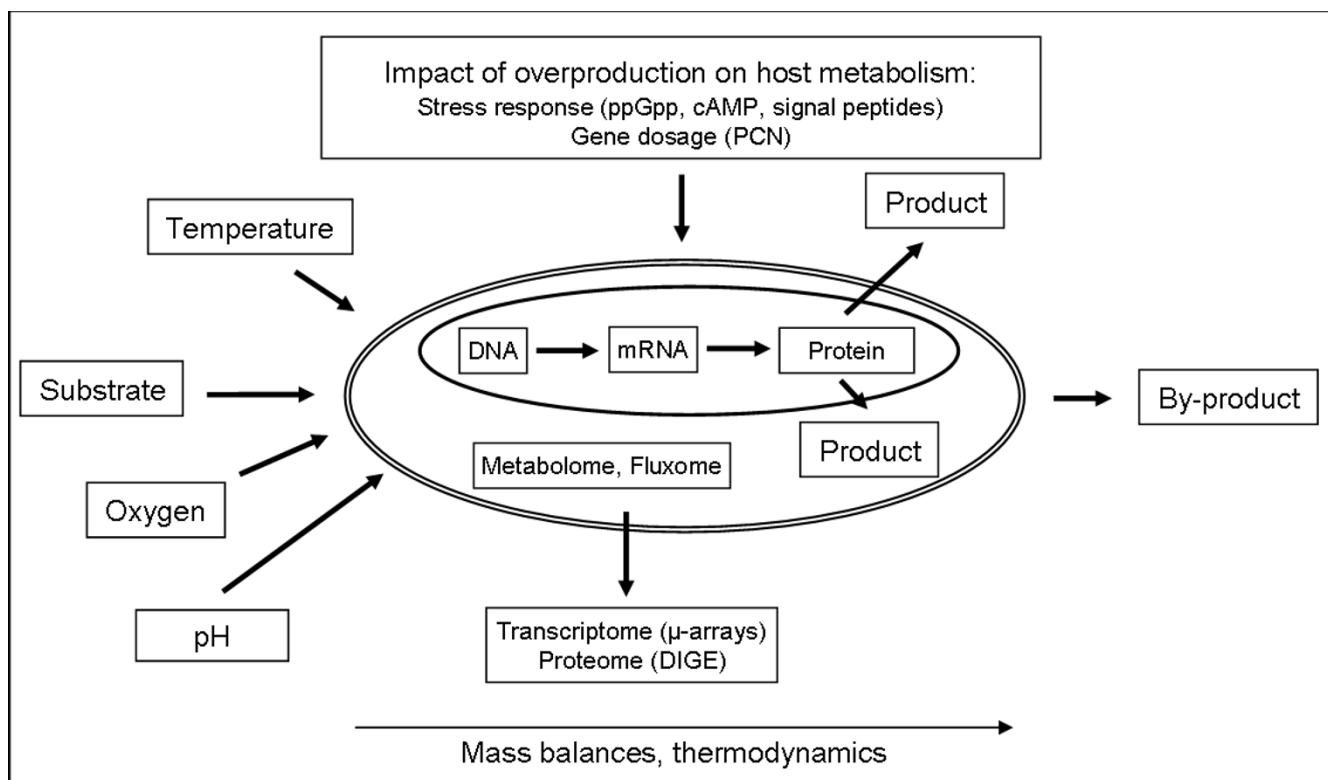 Impact of overproduction on host metabolism:
Stress response (ppGpp, cAMP, signal peptides)
Gene dosage (PCN)
Product
Temperature
DNA
mRNA
Protein
Substrate
By-product
Product
Metabolome, Fluxome
Oxygen
Transcriptome (µ-arrays)
Proteome (DIGE)
pH
Mass balances, thermodynamics